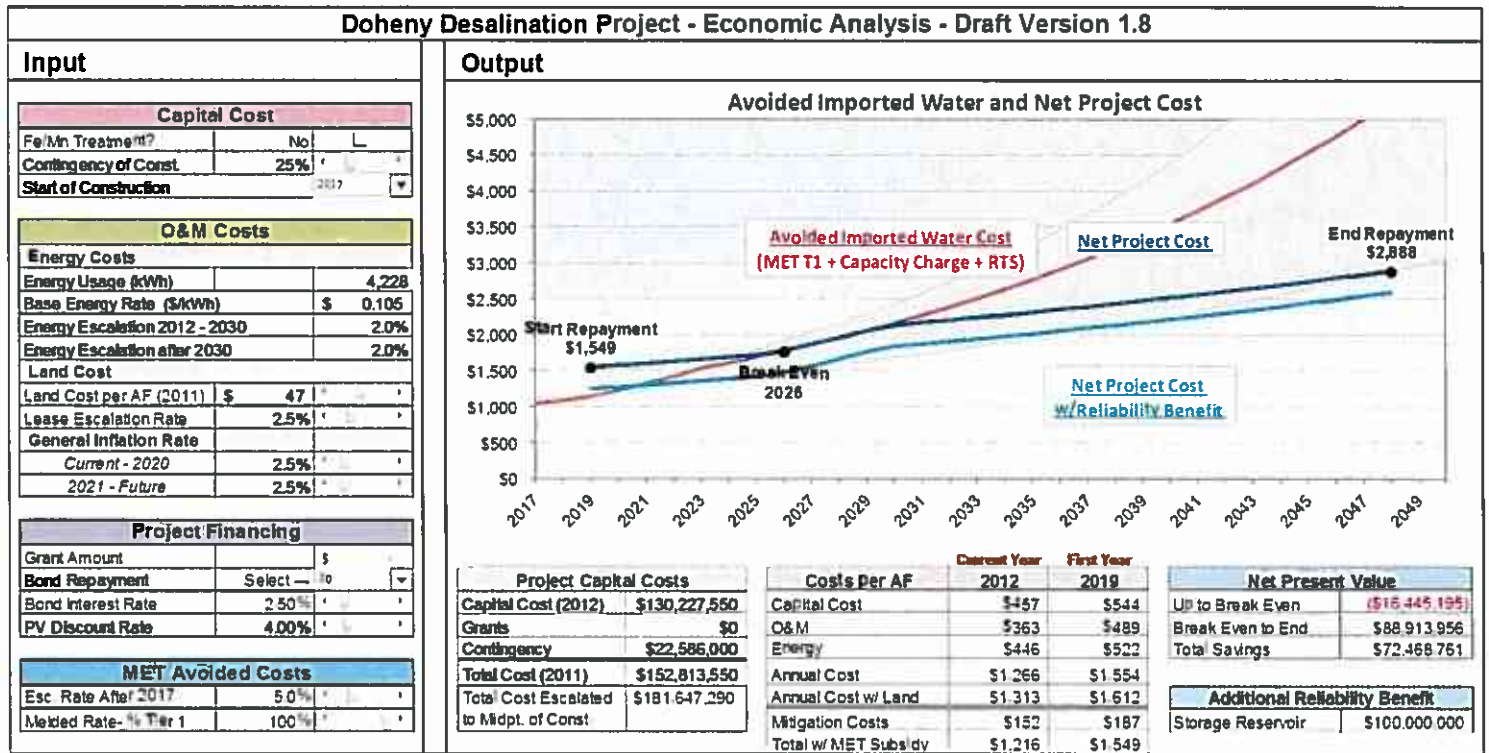 Doheny Desalination Project - Economic Analysis - Draft Version 1.8
Input
Capital Cost
Fe/Mn Treatment? No
Contingency of Const. 25%
Start of Construction 2017
O&M Costs
Energy Costs
Energy Usage (kWh) 4,228
Base Energy Rate ($/kWh) $ 0.105
Energy Escalation 2012 - 2030 2.0%
Energy Escalation after 2030 2.0%
Land Cost
Land Cost per AF (2011) $ 47
Lease Escalation Rate 2.5%
General Inflation Rate
Current - 2020 2.5%
2021 - Future 2.5%
Project Financing
Grant Amount $
Bond Repayment Select —
Bond Interest Rate 2.50%
PV Discount Rate 4.00%
MET Avoided Costs
Esc. Rate After 2017 5.0%
Melded Rate- % Tier 1 100%
Output
Avoided Imported Water and Net Project Cost
$5,000
$4,500
$4,000
$3,500
$3,000
$2,500
$2,000
$1,500
$1,000
$500
$0
Avoided Imported Water Cost
(MET T1 + Capacity Charge + RTS)
Net Project Cost
End Repayment
$2,888
Start Repayment
$1,549
Break Even
2026
Net Project Cost
w/Reliability Benefit
2017 2019 2021 2023 2025 2027 2029 2031 2033 2035 2037 2039 2041 2043 2045 2047 2049
Project Capital Costs
Capital Cost (2012) $130,227,550
Grants $0
Contingency $22,586,000
Total Cost (2011) $152,813,550
Total Cost Escalated $181,647,290
to Midpt. of Const
Current Year First Year
Costs Per AF 2012 2019
Capital Cost $457 $544
O&M $363 $489
Energy $446 $522
Annual Cost $1,266 $1,554
Annual Cost w/ Land $1,313 $1,612
Mitigation Costs $152 $187
Total w/ MET Subsidy $1,216 $1,549
Net Present Value
Up to Break Even ($16,445,195)
Break Even to End $88,913,956
Total Savings $72,468,761
Additional Reliability Benefit
Storage Reservoir $100,000,000